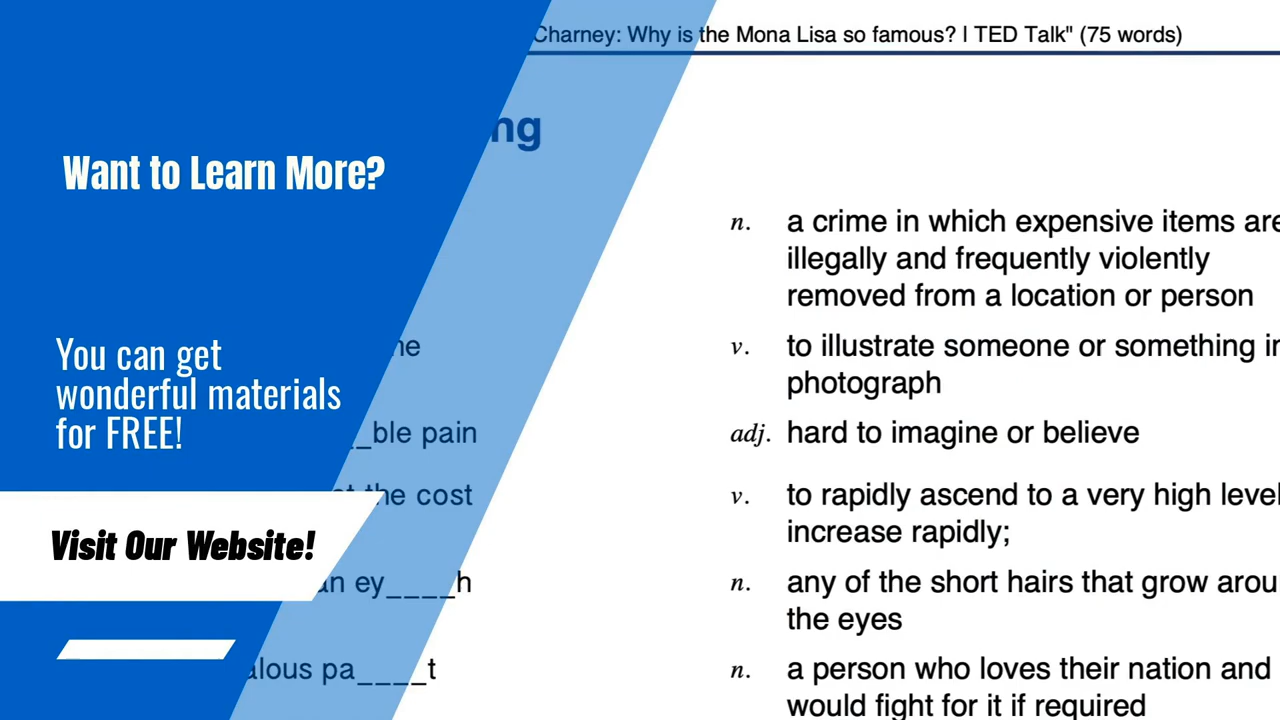 Charney: Why is the Mona Lisa so famous? | TED Talk" (75 words)
ng
Want to Learn More?
You can get
wonderful materials
for FREE!
Visit Our Website!
n. a crime in which expensive items are
illegally and frequently violently
removed from a location or person
he
v. to illustrate someone or something in
photograph
_ble pain
adj. hard to imagine or believe
the cost
v. to rapidly ascend to a very high level
increase rapidly;
an ey____h
n. any of the short hairs that grow arou
the eyes
alous pa____t
n. a person who loves their nation and
would fight for it if required